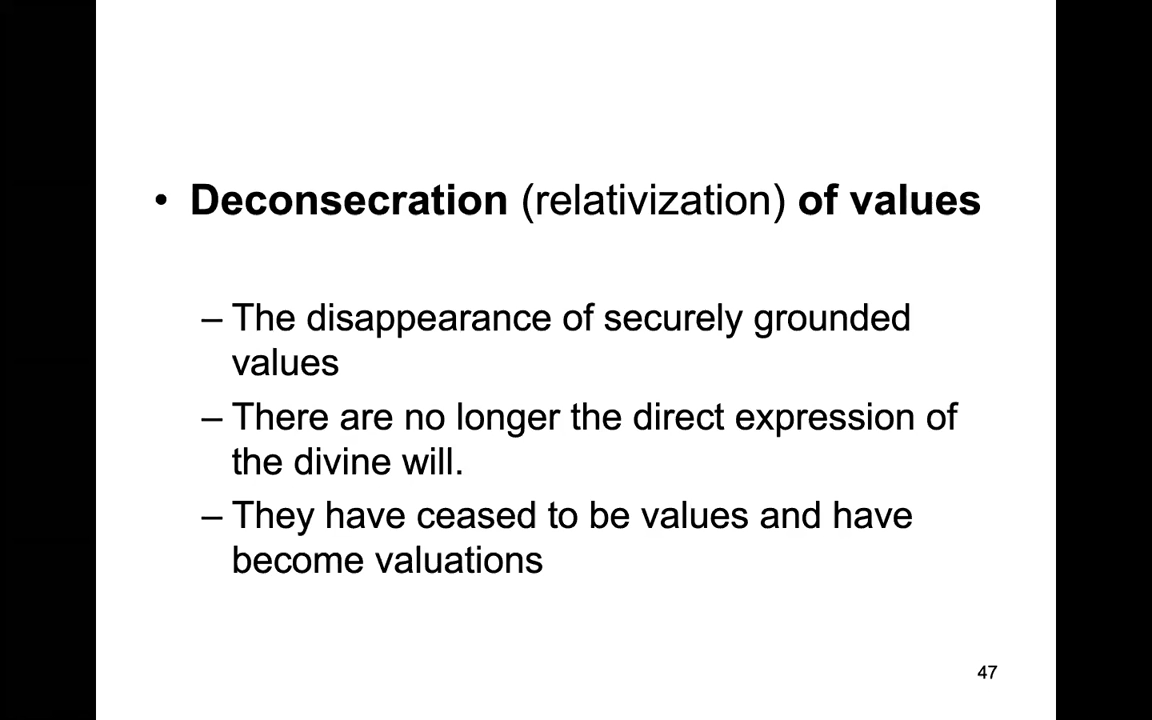 • Deconsecration (relativization) of values
– The disappearance of securely grounded
values
– There are no longer the direct expression of
the divine will.
– They have ceased to be values and have
become valuations
47